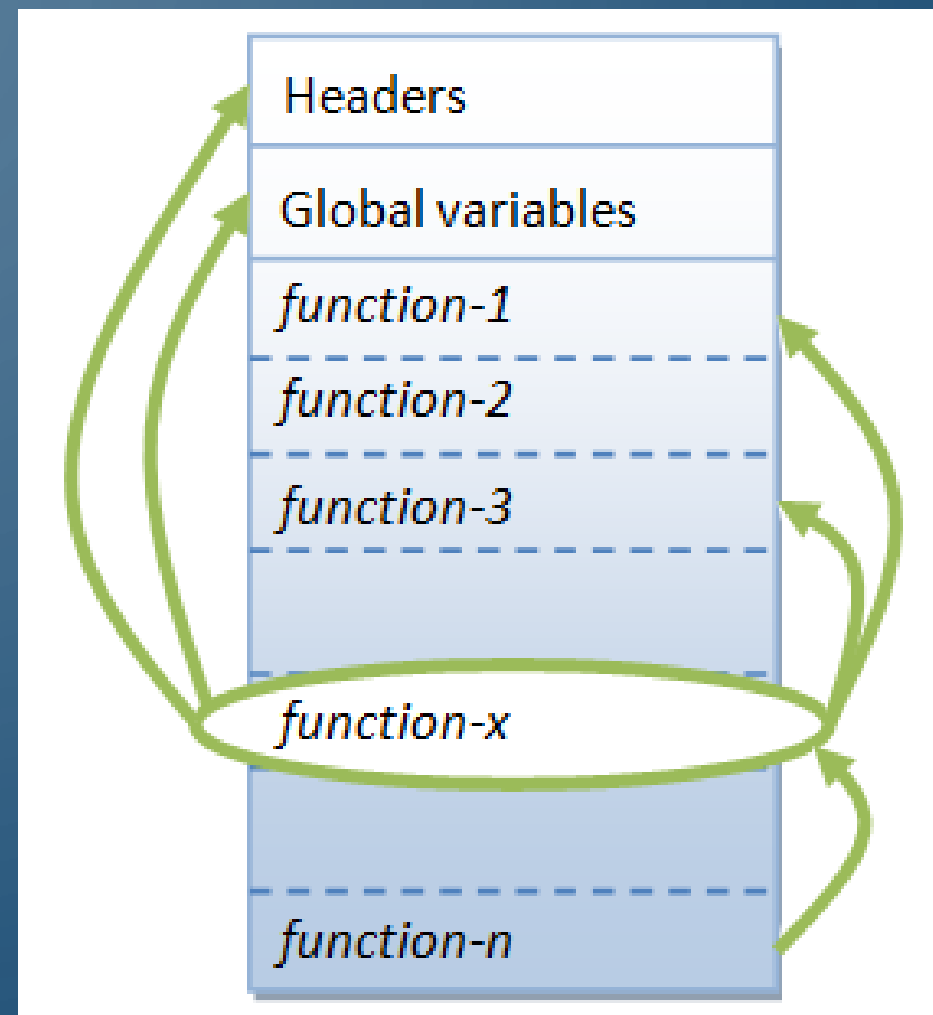 Headers
Global variables
function-1
function-2
function-3
function-x
function-n